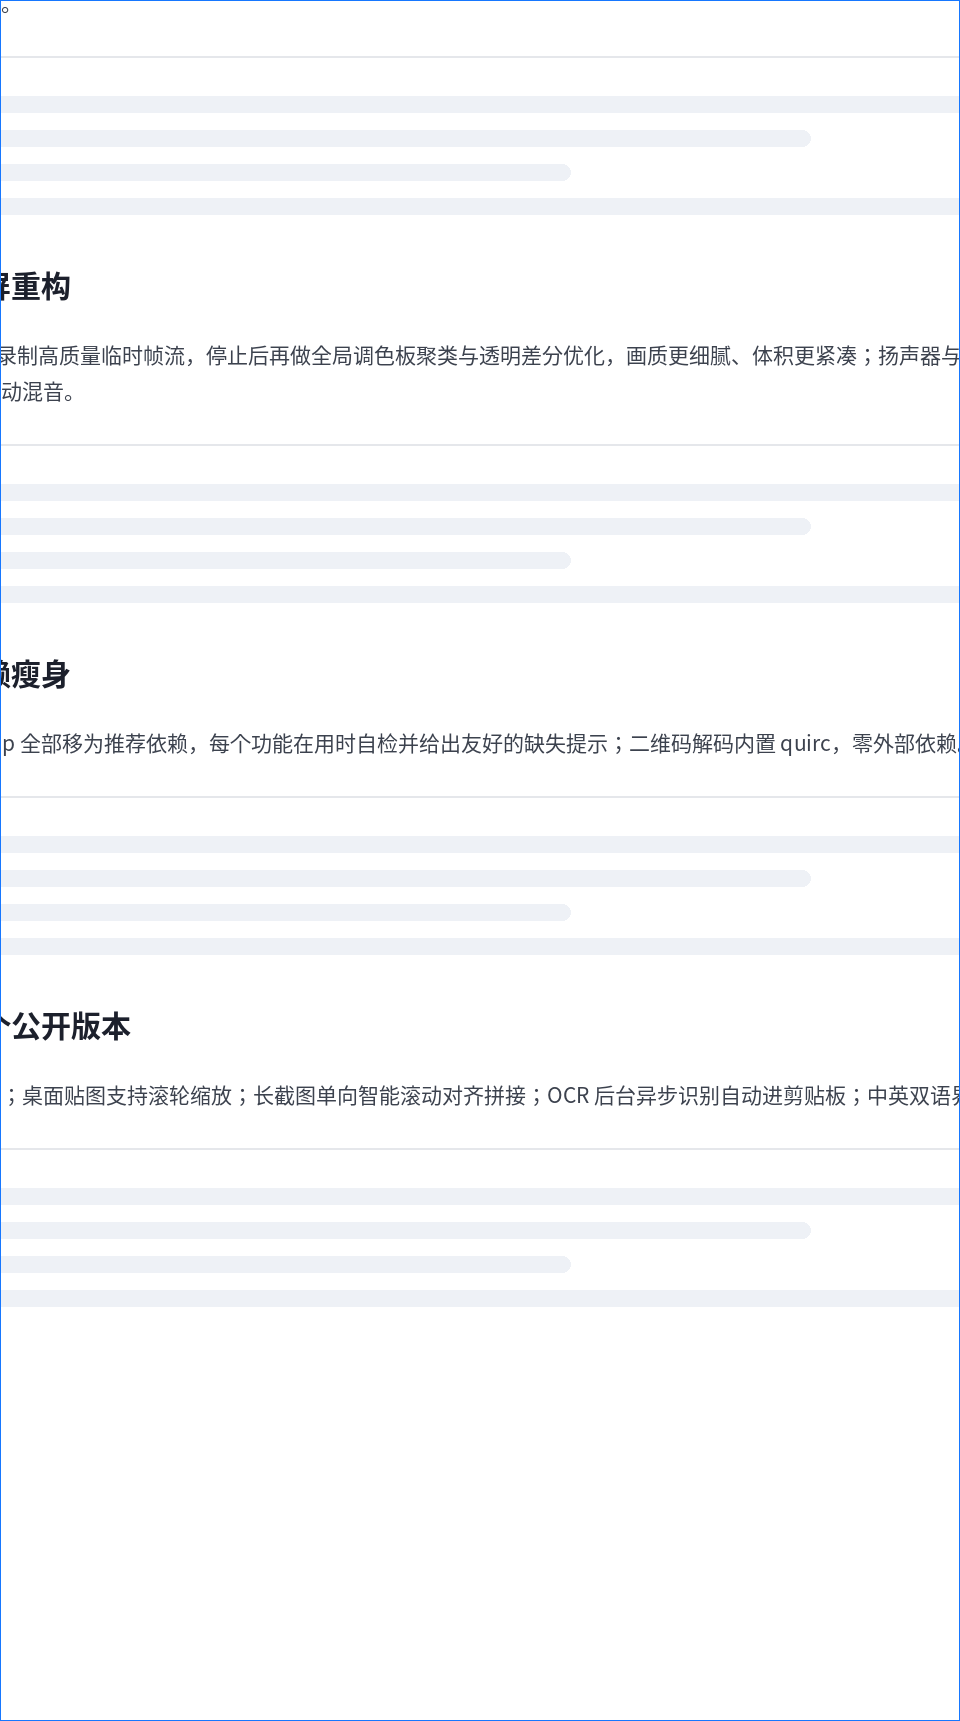 。
重构
录制高质量临时帧流，停止后再做全局调色板聚类与透明差分优化，画质更细腻、体积更紧凑；扬声器与
动混音。
瘦身
p 全部移为推荐依赖，每个功能在用时自检并给出友好的缺失提示；二维码解码内置 quirc，零外部依赖。
个公开版本
；桌面贴图支持滚轮缩放；长截图单向智能滚动对齐拼接；OCR 后台异步识别自动进剪贴板；中英双语界